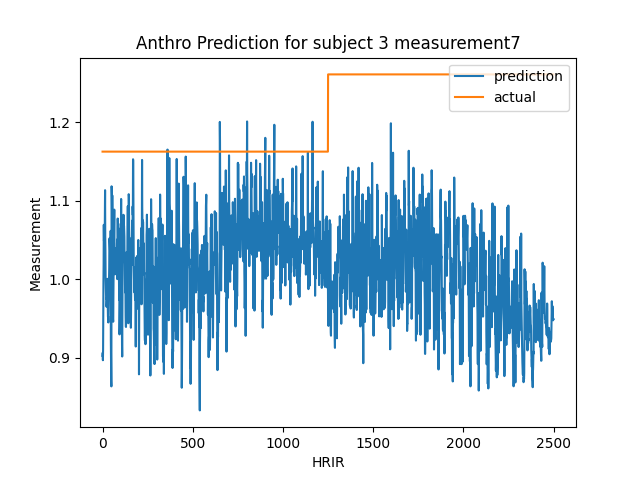 Anthro Prediction for subject 3 measurement7
prediction
actual
1.2
1.1
1.0
0.9
Measurement
0
500
1000
1500
2000
2500
HRIR